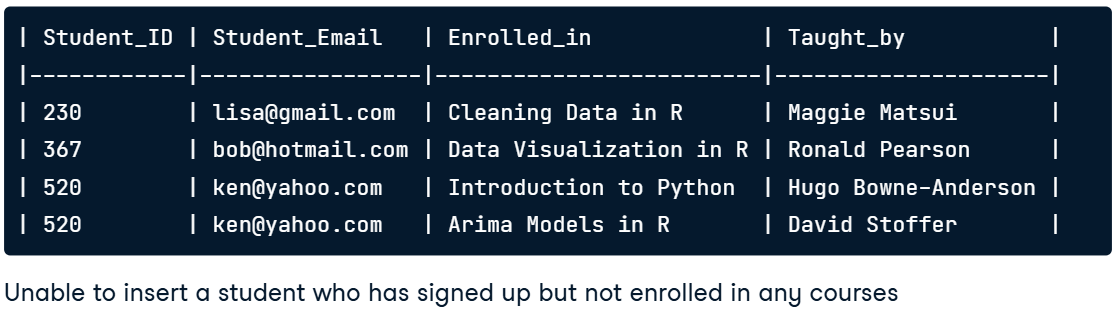 | Student_ID | Student_Email   | Enrolled_in             | Taught_by           |
|------------|-----------------|-------------------------|---------------------|
| 230        | lisa@gmail.com  | Cleaning Data in R      | Maggie Matsui       |
| 367        | bob@hotmail.com | Data Visualization in R | Ronald Pearson      |
| 520        | ken@yahoo.com   | Introduction to Python  | Hugo Bowne-Anderson |
| 520        | ken@yahoo.com   | Arima Models in R       | David Stoffer       |
Unable to insert a student who has signed up but not enrolled in any courses